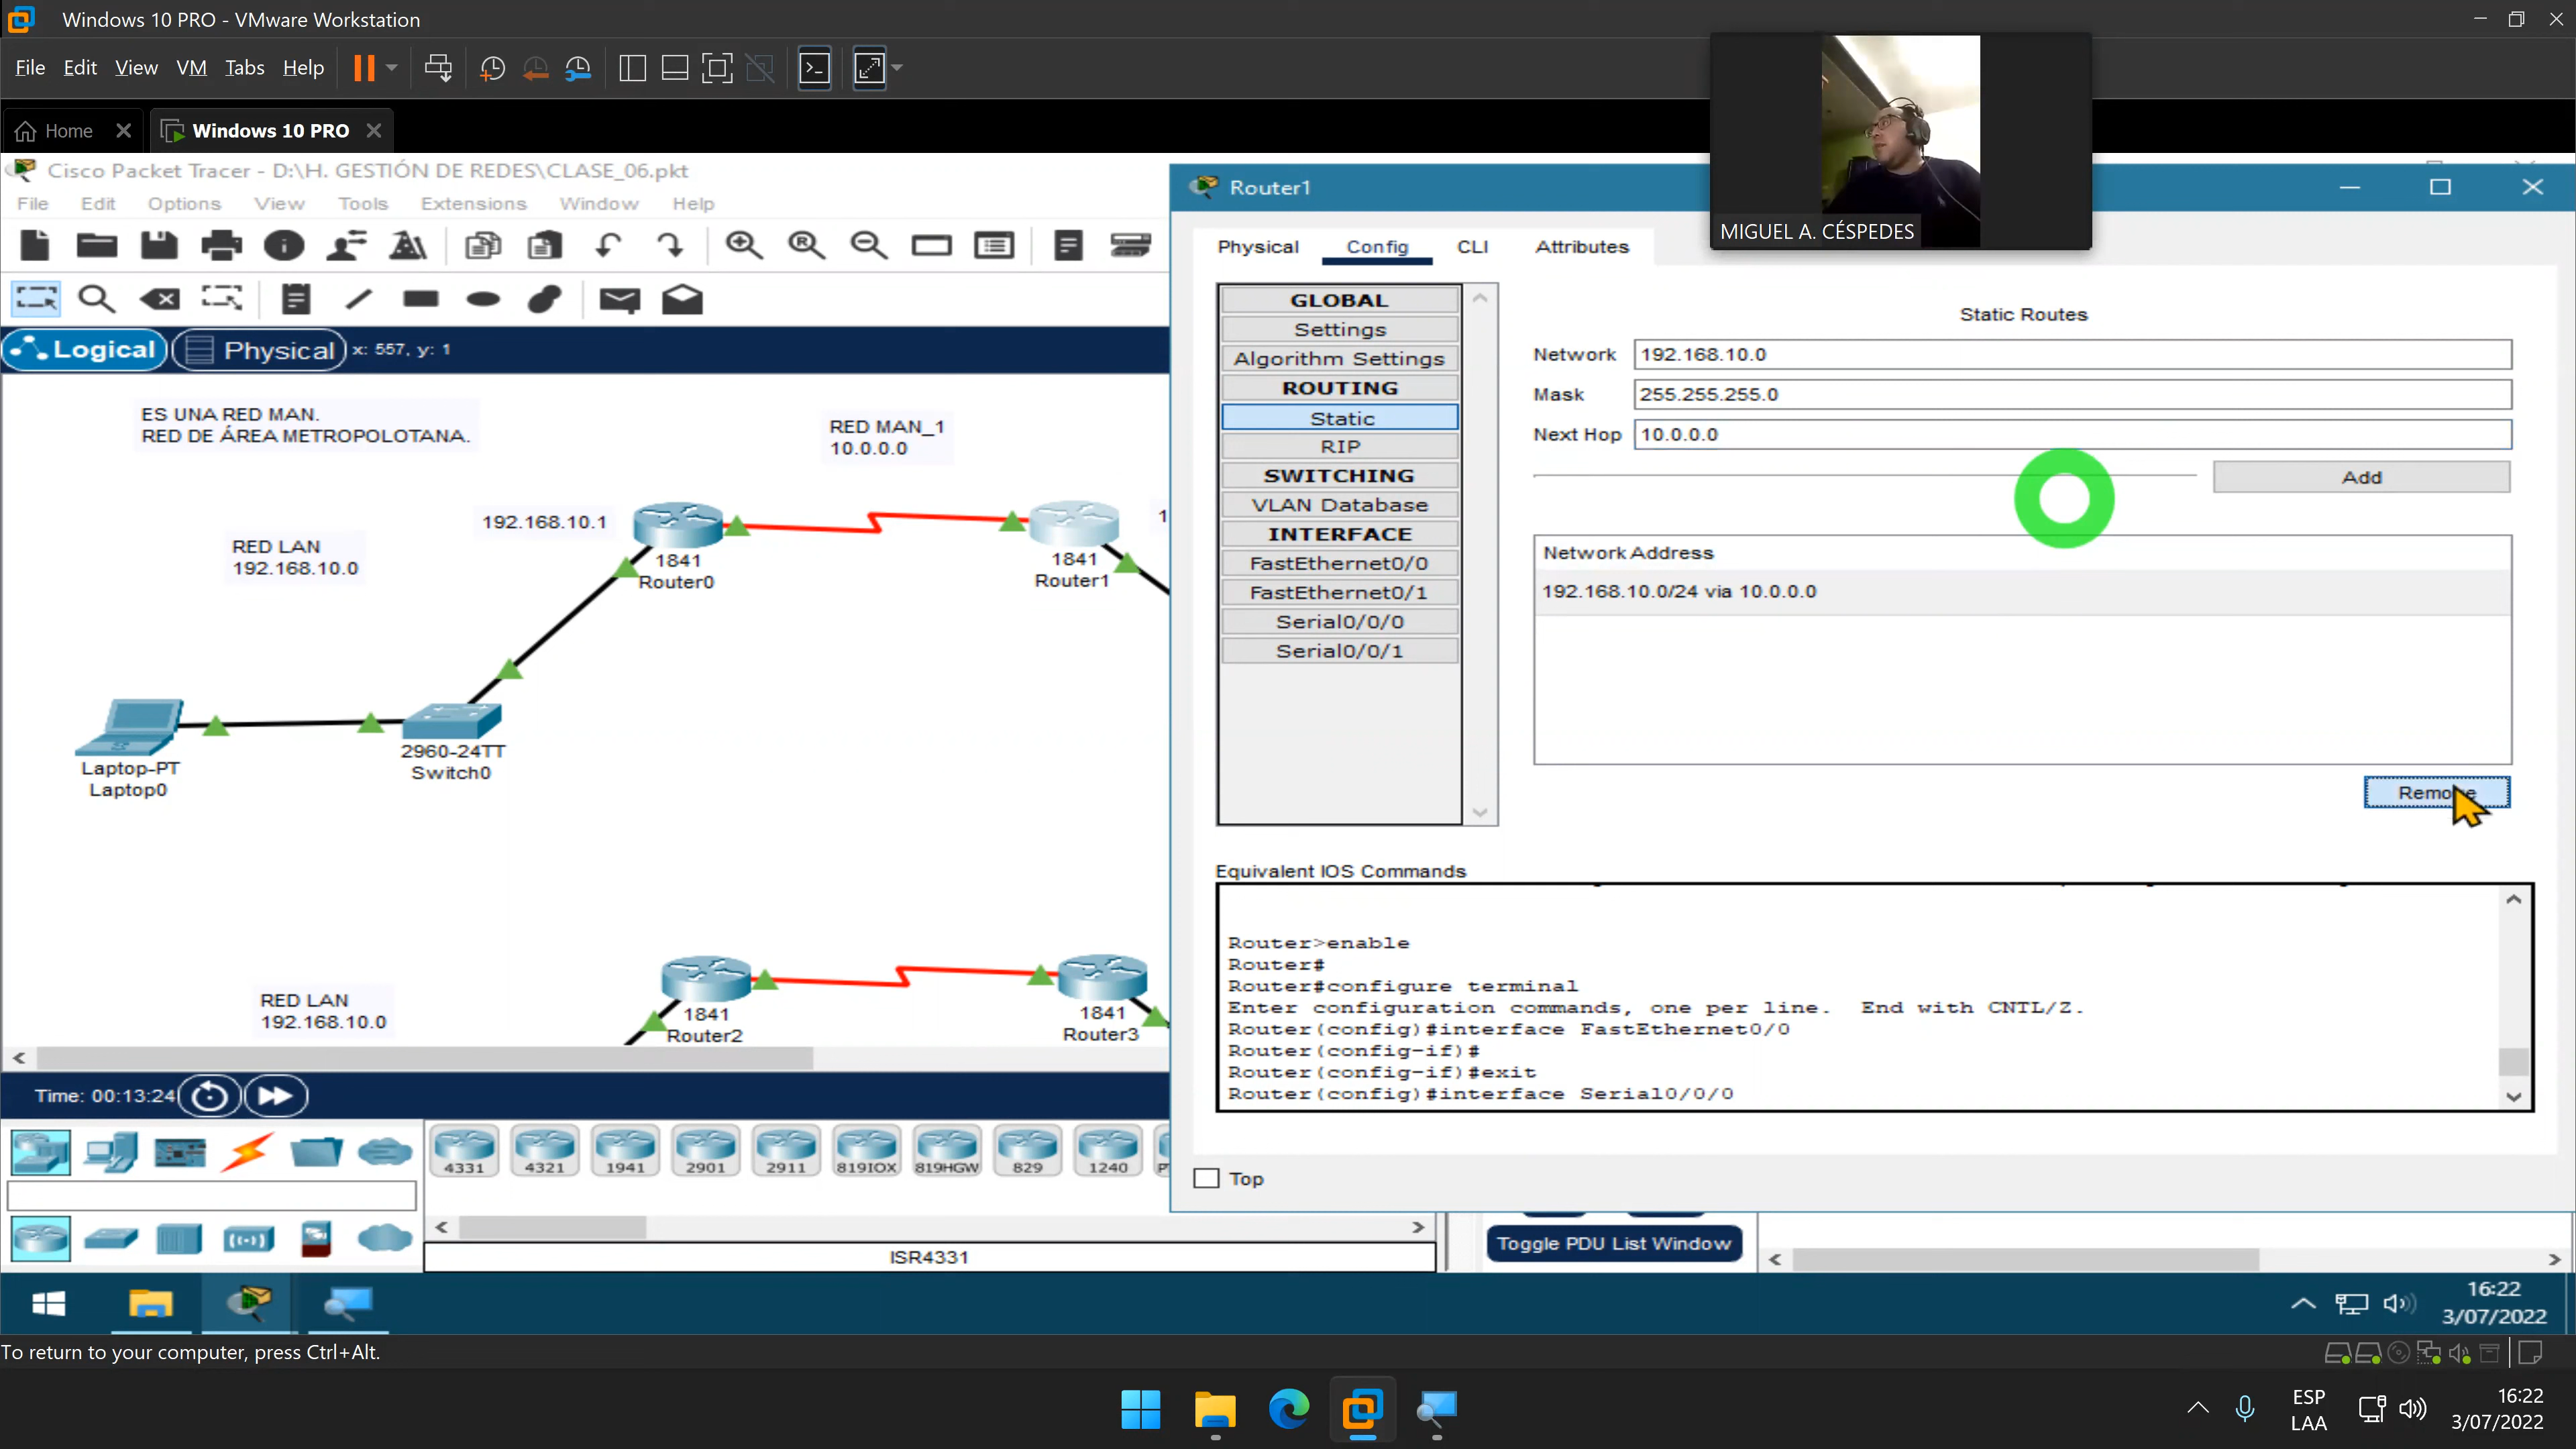 Windows 10 PRO - VMware Workstation
File Edit View VM Tabs Help
Home
Windows 10 PRO
MIGUEL A. CÉSPEDES
Cisco Packet Tracer - D:\H. GESTIÓN DE REDES\CLASE_06.pkt
File Edit Options View Tools Extensions Window Help
Logical
Physical
x: 557, y: 1
ES UNA RED MAN.
RED DE ÁREA METROPOLOTANA.
RED MAN_1
10.0.0.0
192.168.10.1
1841
Router0
1841
Router1
1
RED LAN
192.168.10.0
2960-24TT
Switch0
Laptop-PT
Laptop0
RED LAN
192.168.10.0
1841
Router2
1841
Router3
Time: 00:13:24
4331
4321
1941
2901
2911
819IOX
819HGW
829
1240
ISR4331
Router1
Physical
Config
CLI
Attributes
GLOBAL
Settings
Algorithm Settings
ROUTING
Static
RIP
SWITCHING
VLAN Database
INTERFACE
FastEthernet0/0
FastEthernet0/1
Serial0/0/0
Serial0/0/1
Static Routes
Network 192.168.10.0
Mask 255.255.255.0
Next Hop 10.0.0.0
Add
Network Address
192.168.10.0/24 via 10.0.0.0
Remove
Equivalent IOS Commands
Router>enable
Router#
Router#configure terminal
Enter configuration commands, one per line. End with CNTL/Z.
Router(config)#interface FastEthernet0/0
Router(config-if)#
Router(config-if)#exit
Router(config)#interface Serial0/0/0
Top
Toggle PDU List Window
16:22
3/07/2022
To return to your computer, press Ctrl+Alt.
ESP
LAA
16:22
3/07/2022